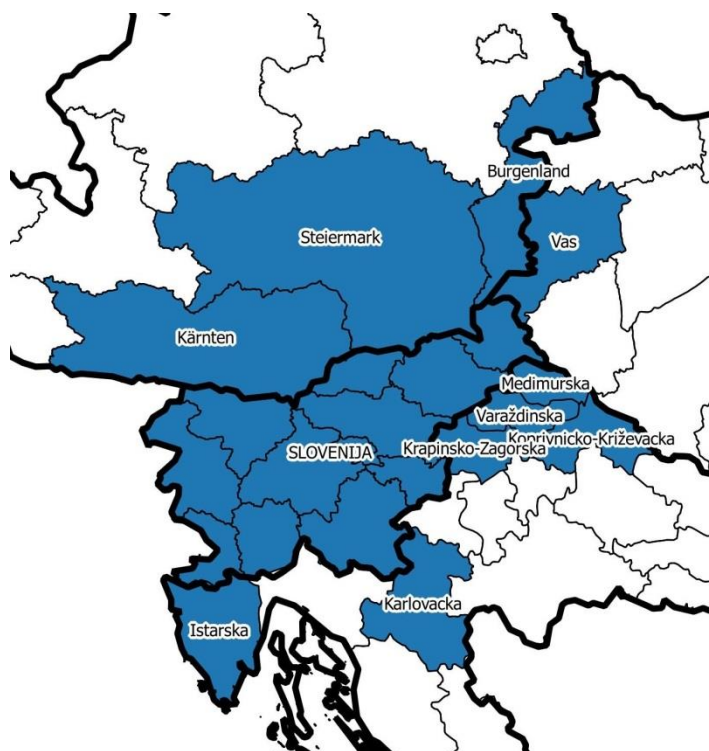 Burgenland
Steiermark
Vas
Kärnten
Medimurska
Varaždinska
Koprivnicko-Križevacka
Krapinsko-Zagorska
SLOVENIJA
Karlovacka
Istarska